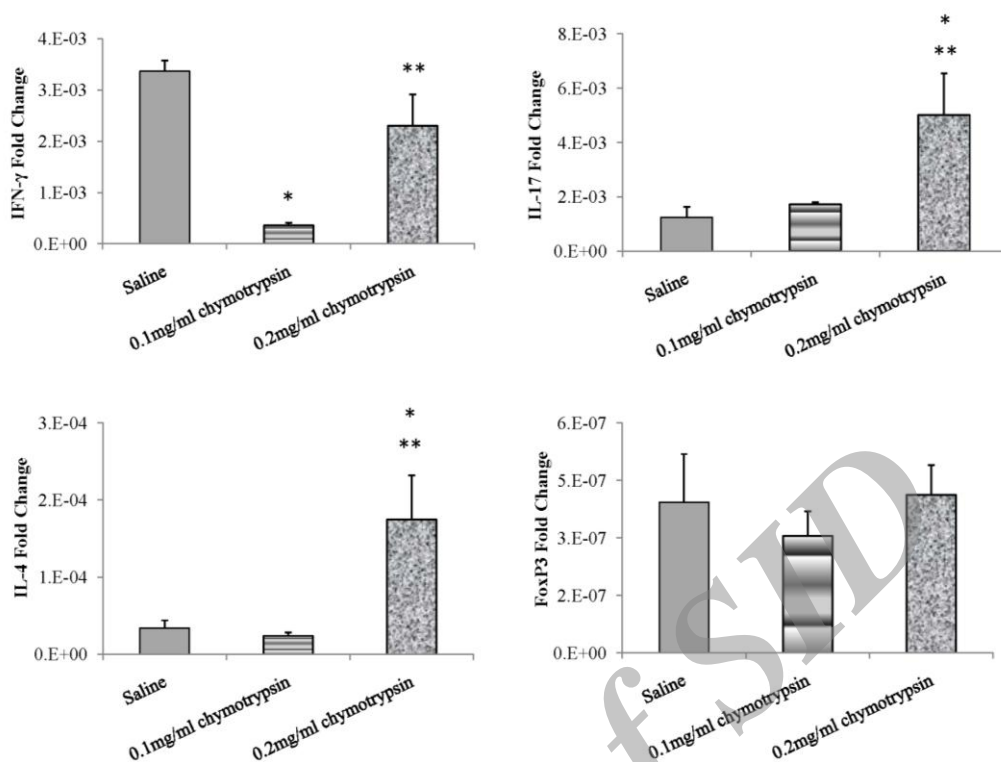 IFN-γ Fold Change
4.E-03
3.E-03
2.E-03
1.E-03
0.E+00
*
**
Saline
0.1mg/ml chymotrypsin
0.2mg/ml chymotrypsin
IL-17 Fold Change
8.E-03
6.E-03
4.E-03
2.E-03
0.E+00
*
**
Saline
0.1mg/ml chymotrypsin
0.2mg/ml chymotrypsin
IL-4 Fold Change
3.E-04
2.E-04
1.E-04
0.E+00
*
**
Saline
0.1mg/ml chymotrypsin
0.2mg/ml chymotrypsin
FoxP3 Fold Change
6.E-07
5.E-07
3.E-07
2.E-07
0.E+00
Saline
0.1mg/ml chymotrypsin
0.2mg/ml chymotrypsin
f SID